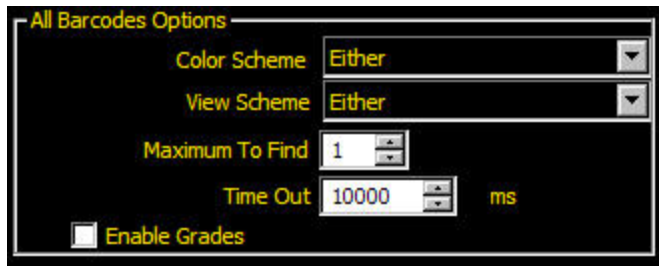 All Barcodes Options
Color Scheme Either
View Scheme Either
Maximum To Find 1
Time Out 10000 ms
Enable Grades